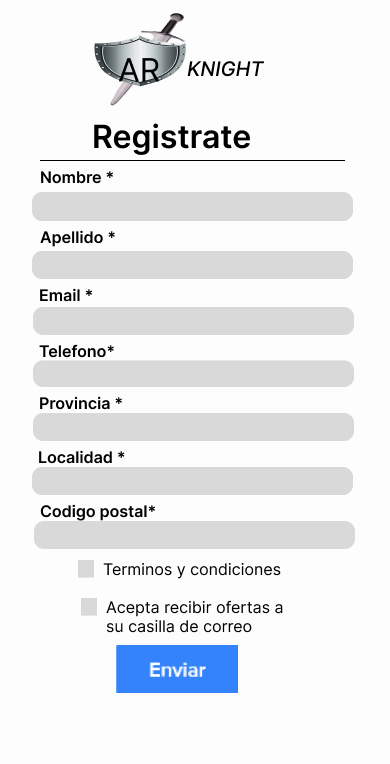 AR KNIGHT
Registrate
Nombre *
Apellido *
Email *
Telefono*
Provincia *
Localidad *
Codigo postal*
Terminos y condiciones
Acepta recibir ofertas a
su casilla de correo
Enviar